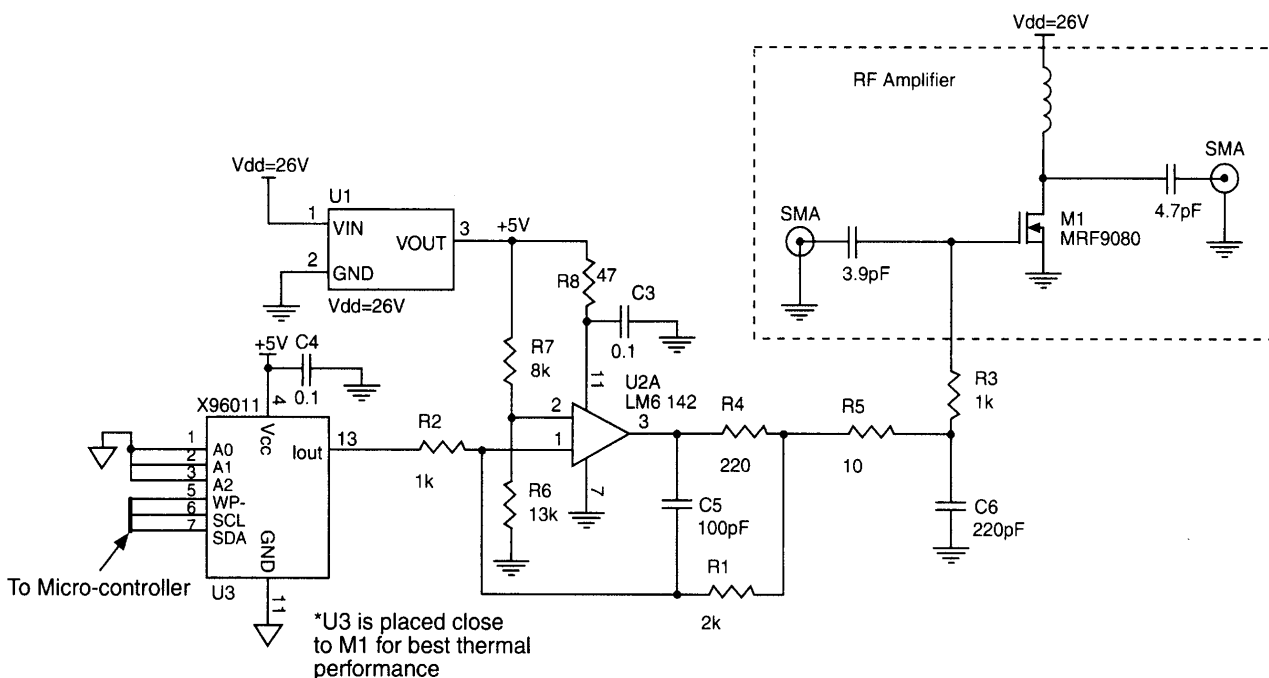 Vdd=26V
RF Amplifier
SMA
4.7pF
M1
MRF9080
SMA
3.9pF
Vdd=26V
U1
1
VIN
VOUT
3
+5V
2
GND
Vdd=26V
R8
47
C3
0.1
R7
8k
11
U2A
LM6 142
2
1
3
7
R6
13k
R4
220
R5
10
R3
1k
C6
220pF
C5
100pF
R1
2k
+5V
C4
0.1
4
X96011
Vcc
1
A0
2
A1
3
A2
5
WP-
6
SCL
7
SDA
Iout
13
R2
1k
GND
11
U3
To Micro-controller
*U3 is placed close
to M1 for best thermal
performance